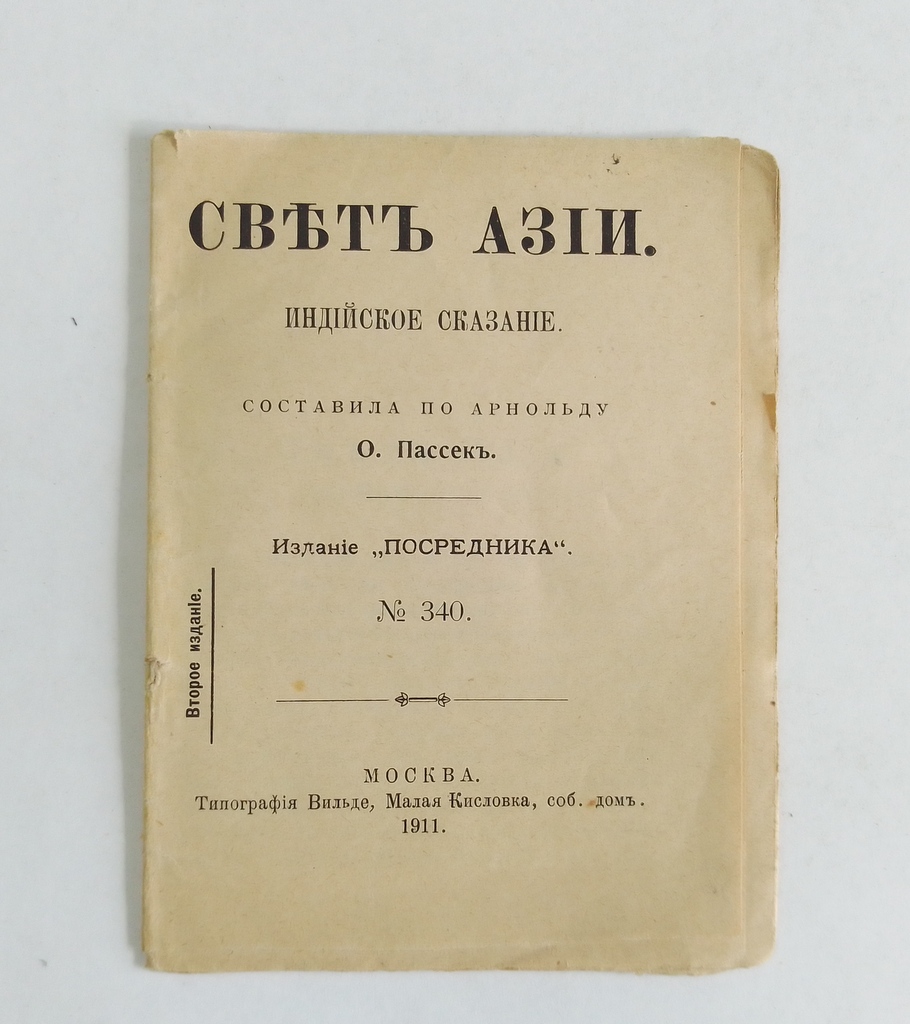 СВѢТЪ АЗІИ.
ИНДІЙСКОЕ СКАЗАНІЕ.
СОСТАВИЛА ПО АРНОЛЬДУ
О. Пассекъ.
Изданіе „ПОСРЕДНИКА“.
№ 340.
Второе изданіе.
МОСКВА.
Типографія Вильде, Малая Кисловка, соб. домъ.
1911.